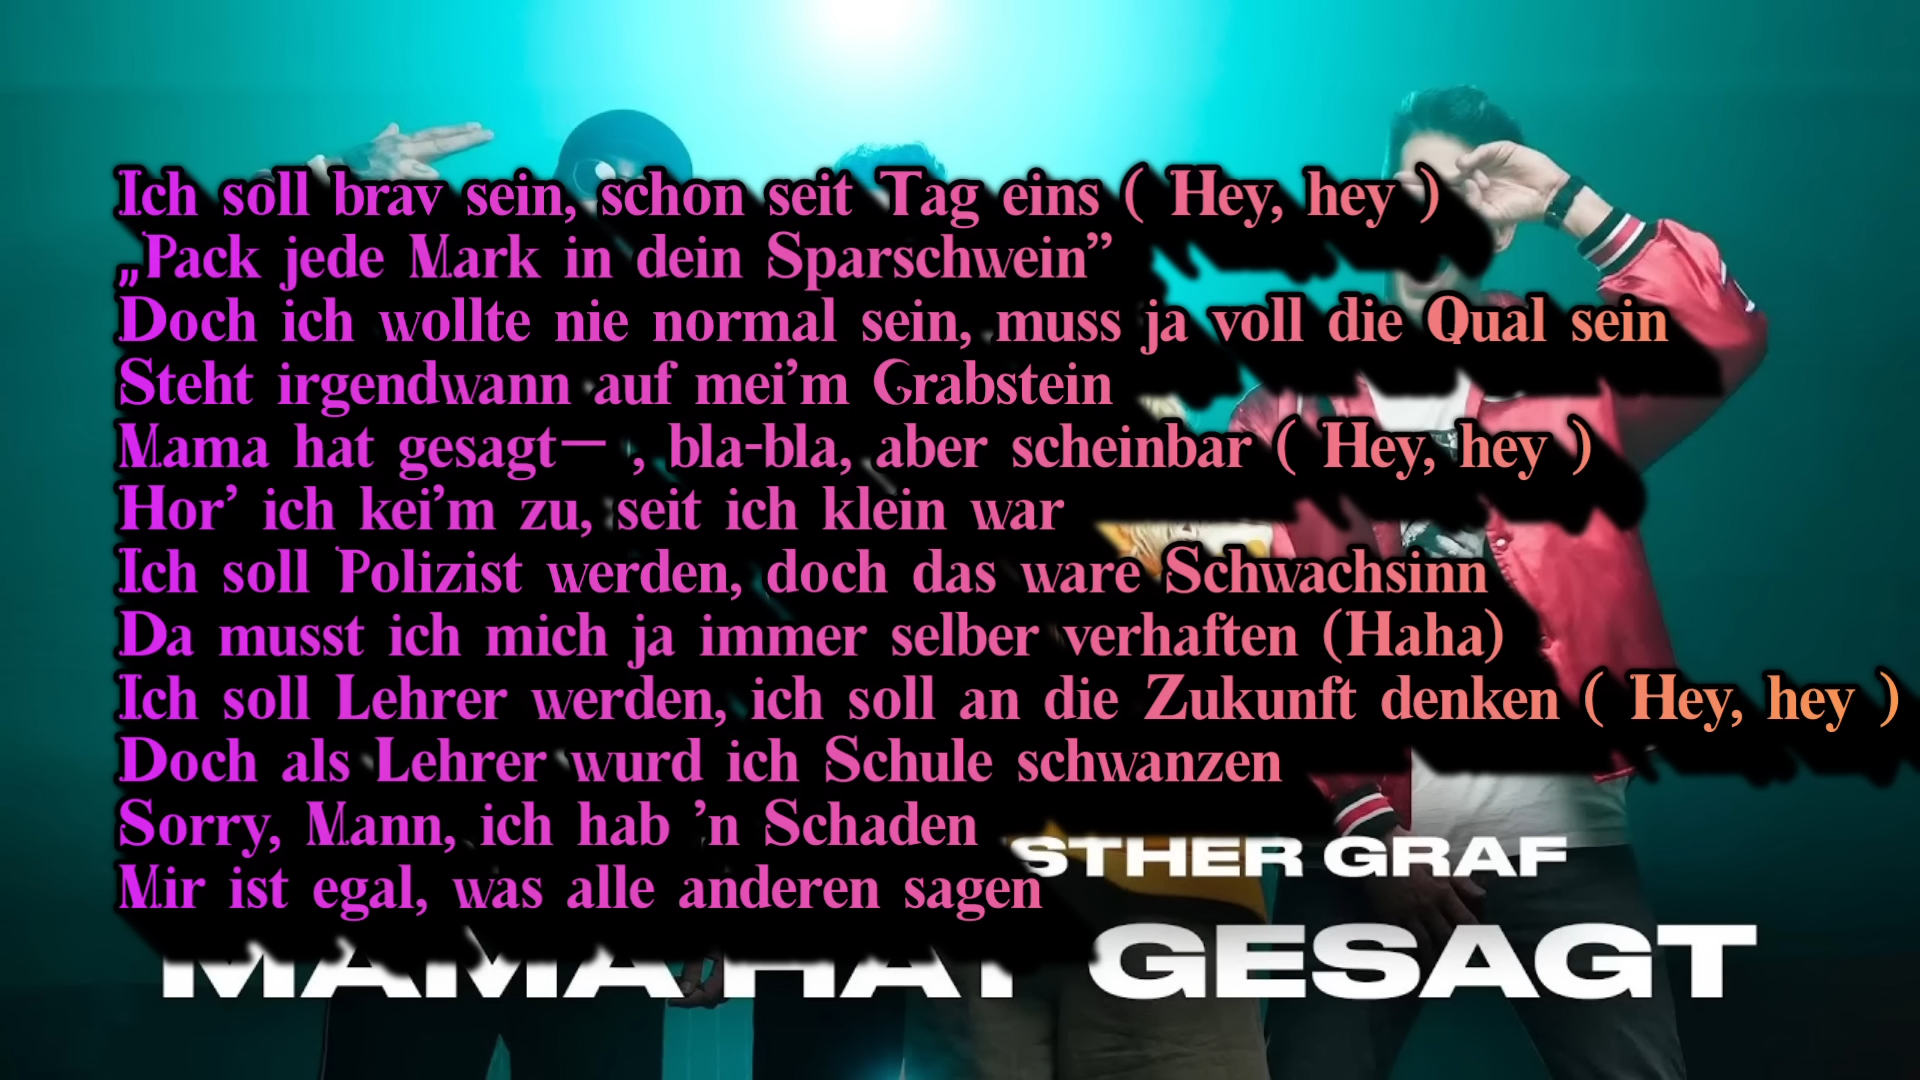 Ich soll brav sein, schon seit Tag eins ( Hey, hey )
„Pack jede Mark in dein Sparschwein”
Doch ich wollte nie normal sein, muss ja voll die Qual sein
Steht irgendwann auf mei’m Grabstein
Mama hat gesagt— , bla-bla, aber scheinbar ( Hey, hey )
Hor’ ich kei’m zu, seit ich klein war
Ich soll Polizist werden, doch das ware Schwachsinn
Da musst ich mich ja immer selber verhaften (Haha)
Ich soll Lehrer werden, ich soll an die Zukunft denken ( Hey, hey )
Doch als Lehrer wurd ich Schule schwanzen
Sorry, Mann, ich hab ’n Schaden
Mir ist egal, was alle anderen sagen
STHER GRAF
MAMA HAT GESAGT